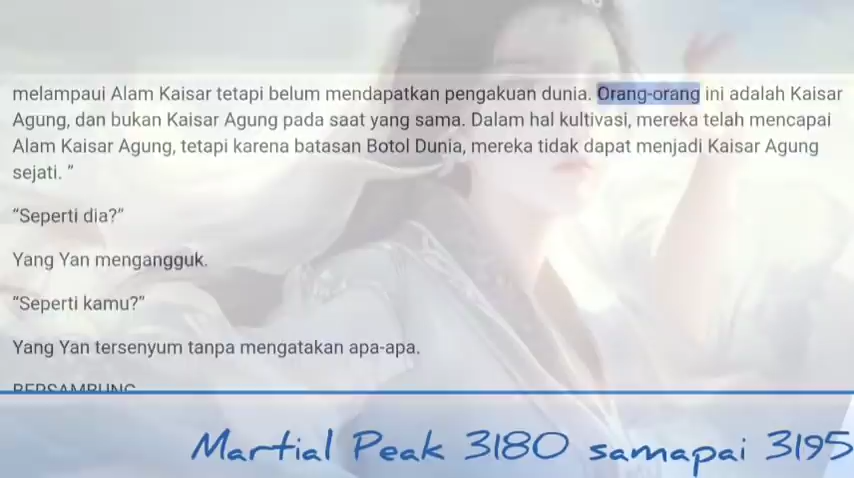 melampaui Alam Kaisar tetapi belum mendapatkan pengakuan dunia. Orang-orang ini adalah Kaisar
Agung, dan bukan Kaisar Agung pada saat yang sama. Dalam hal kultivasi, mereka telah mencapai
Alam Kaisar Agung, tetapi karena batasan Botol Dunia, mereka tidak dapat menjadi Kaisar Agung
sejati. ”
“Seperti dia?”
Yang Yan mengangguk.
“Seperti kamu?”
Yang Yan tersenyum tanpa mengatakan apa-apa.
BERSAMBUNG
Martial Peak 3180 samapai 3195